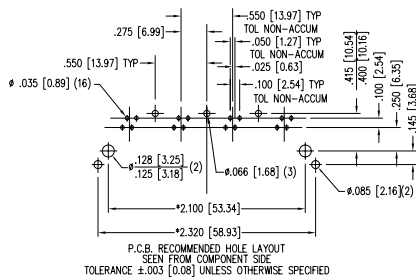 .550 [13.97] TYP
TOL NON-ACCUM
.275 [6.99]
.050 [1.27] TYP
TOL NON-ACCUM
.550 [13.97] TYP
.025 [0.63]
.100 [2.54] TYP
TOL NON-ACCUM
ø .035 [0.89] (16)
.415 [10.54]
.400 [10.16]
.100 [2.54]
.250 [6.35]
.145 [3.68]
ø .128 [3.25]
.125 [3.18] (2)
ø.066 [1.68] (3)
ø.085 [2.16](2)
*2.100 [53.34]
*2.320 [58.93]
P.C.B. RECOMMENDED HOLE LAYOUT
SEEN FROM COMPONENT SIDE
TOLERANCE ±.003 [0.08] UNLESS OTHERWISE SPECIFIED